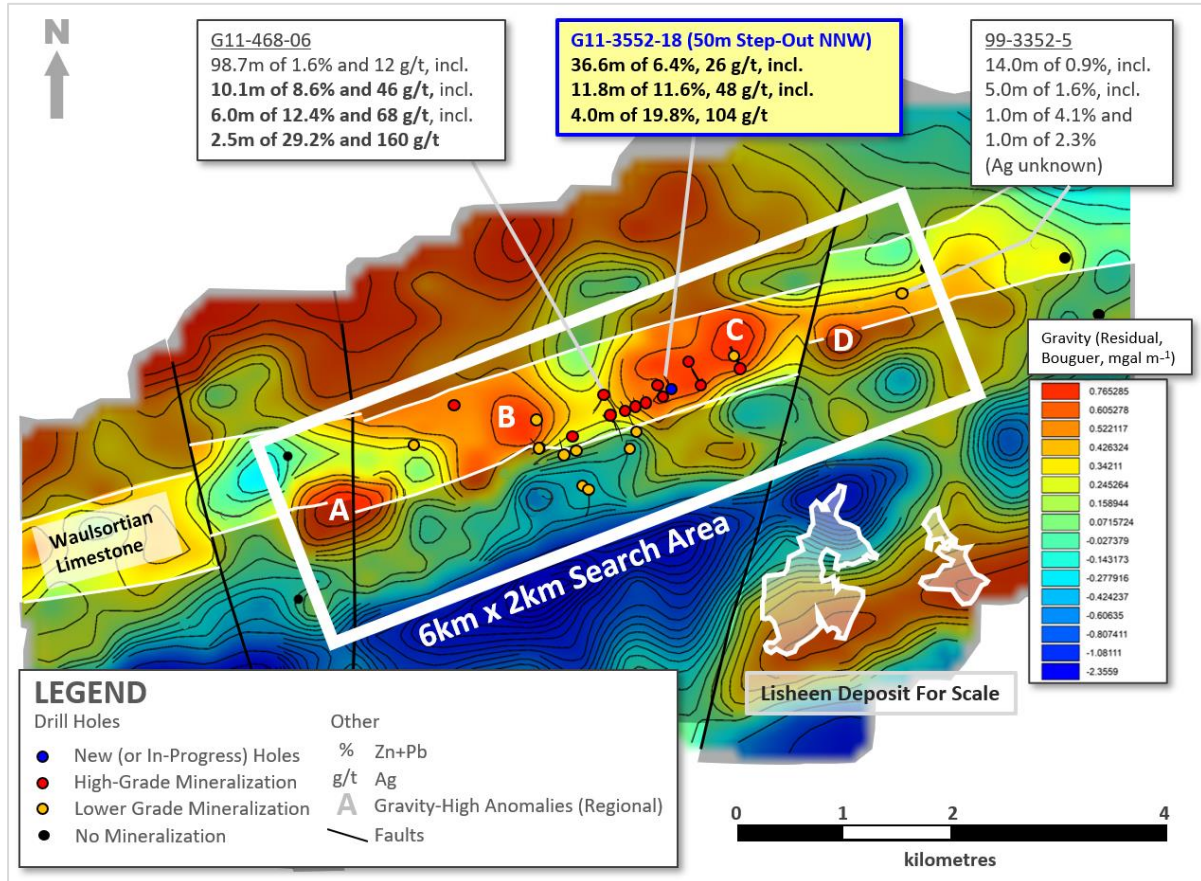 N
G11-468-06
98.7m of 1.6% and 12 g/t, incl.
10.1m of 8.6% and 46 g/t, incl.
6.0m of 12.4% and 68 g/t, incl.
2.5m of 29.2% and 160 g/t
G11-3552-18 (50m Step-Out NNW)
36.6m of 6.4%, 26 g/t, incl.
11.8m of 11.6%, 48 g/t, incl.
4.0m of 19.8%, 104 g/t
99-3352-5
14.0m of 0.9%, incl.
5.0m of 1.6%, incl.
1.0m of 4.1% and
1.0m of 2.3%
(Ag unknown)
A
B
C
D
Waulsortian
Limestone
6km x 2km Search Area
Lisheen Deposit For Scale
Gravity (Residual,
Bouguer, mgal m-1)
0.765285
0.605278
0.522117
0.426324
0.34211
0.245264
0.158944
0.0715724
-0.027379
-0.143173
-0.277916
-0.424237
-0.60635
-0.807411
-1.08111
-2.3559
LEGEND
Drill Holes
New (or In-Progress) Holes
High-Grade Mineralization
Lower Grade Mineralization
No Mineralization
Other
% Zn+Pb
g/t Ag
A Gravity-High Anomalies (Regional)
Faults
0 1 2 4
kilometres